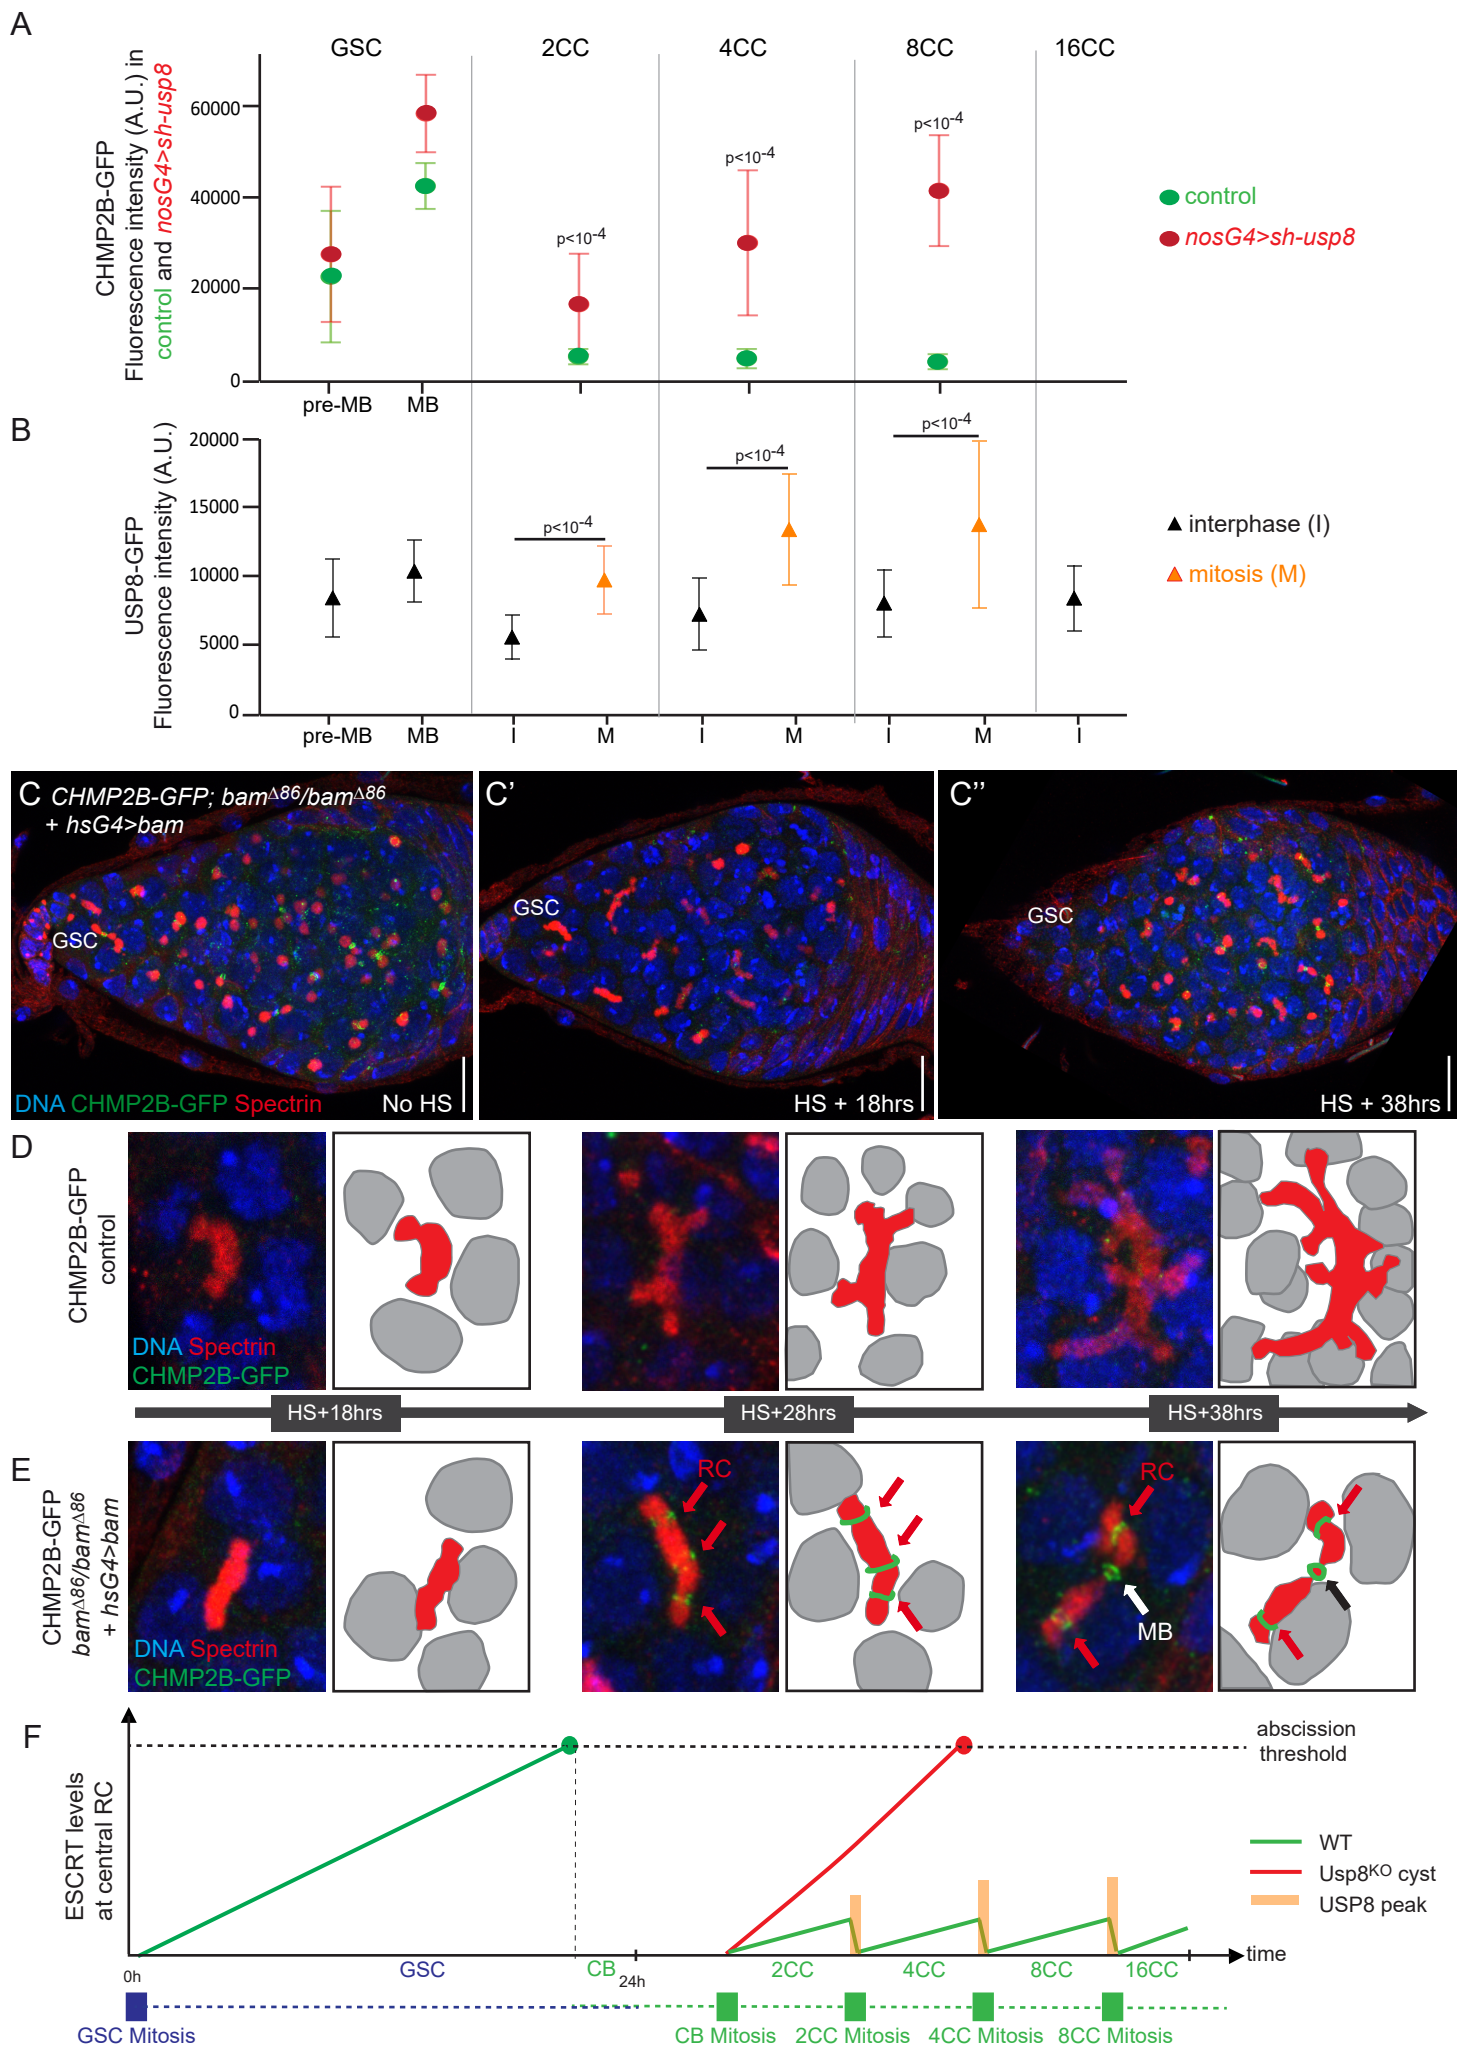 A
GSC 2CC 4CC 8CC 16CC
CHMP2B-GFP
Fluorescence intensity (A.U.) in
control and nosG4>sh-usp8
60000
40000
20000
0
p<10-4
p<10-4
p<10-4
control
nosG4>sh-usp8
pre-MB MB
B
USP8-GFP
Fluorescence intensity (A.U.)
20000
15000
10000
5000
0
p<10-4
p<10-4
p<10-4
interphase (I)
mitosis (M)
pre-MB MB I M I M I M I
C CHMP2B-GFP; bamΔ86/bamΔ86
+ hsG4>bam
GSC
DNA CHMP2B-GFP Spectrin No HS
C'
GSC
HS + 18hrs
C''
GSC
HS + 38hrs
D
CHMP2B-GFP
control
DNA Spectrin
CHMP2B-GFP
HS+18hrs HS+28hrs HS+38hrs
E
CHMP2B-GFP
bamΔ86/bamΔ86
+ hsG4>bam
DNA Spectrin
CHMP2B-GFP
RC
RC
MB
F
ESCRT levels
at central RC
abscission
threshold
WT
Usp8KO cyst
USP8 peak
time
0h GSC CB 24h 2CC 4CC 8CC 16CC
GSC Mitosis CB Mitosis 2CC Mitosis 4CC Mitosis 8CC Mitosis